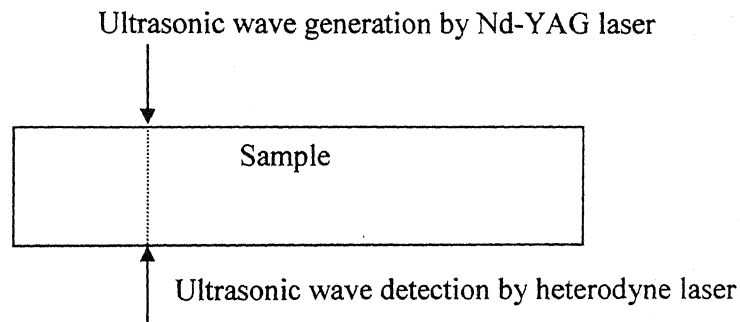 Ultrasonic wave generation by Nd-YAG laser
Sample
Ultrasonic wave detection by heterodyne laser